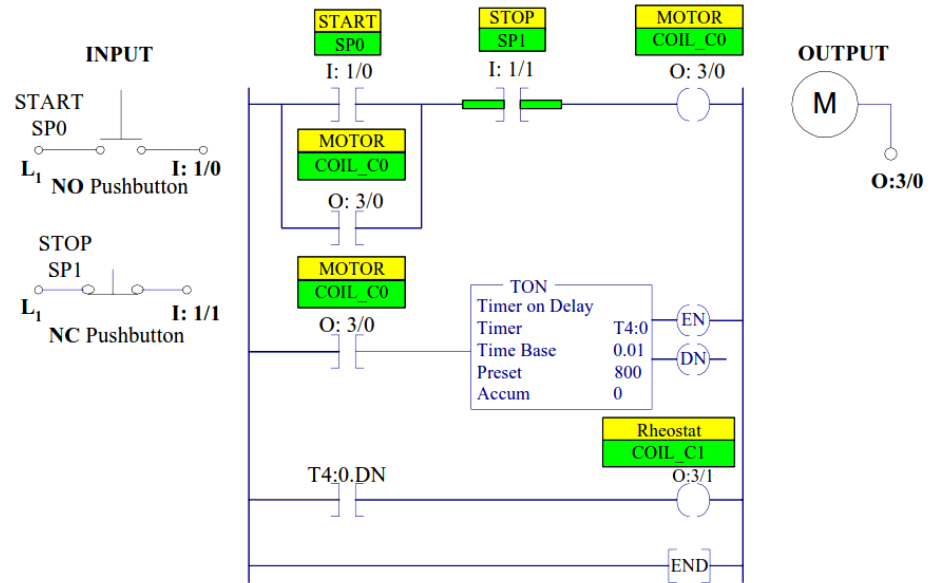 INPUT
START
SP0
L1
I: 1/0
NO Pushbutton
STOP
SP1
L1
I: 1/1
NC Pushbutton
START
SP0
I: 1/0
STOP
SP1
I: 1/1
MOTOR
COIL_C0
O: 3/0
MOTOR
COIL_C0
O: 3/0
MOTOR
COIL_C0
O: 3/0
TON
Timer on Delay
Timer T4:0
Time Base 0.01
Preset 800
Accum 0
EN
DN
Rheostat
COIL_C1
O:3/1
T4:0.DN
END
OUTPUT
M
O:3/0